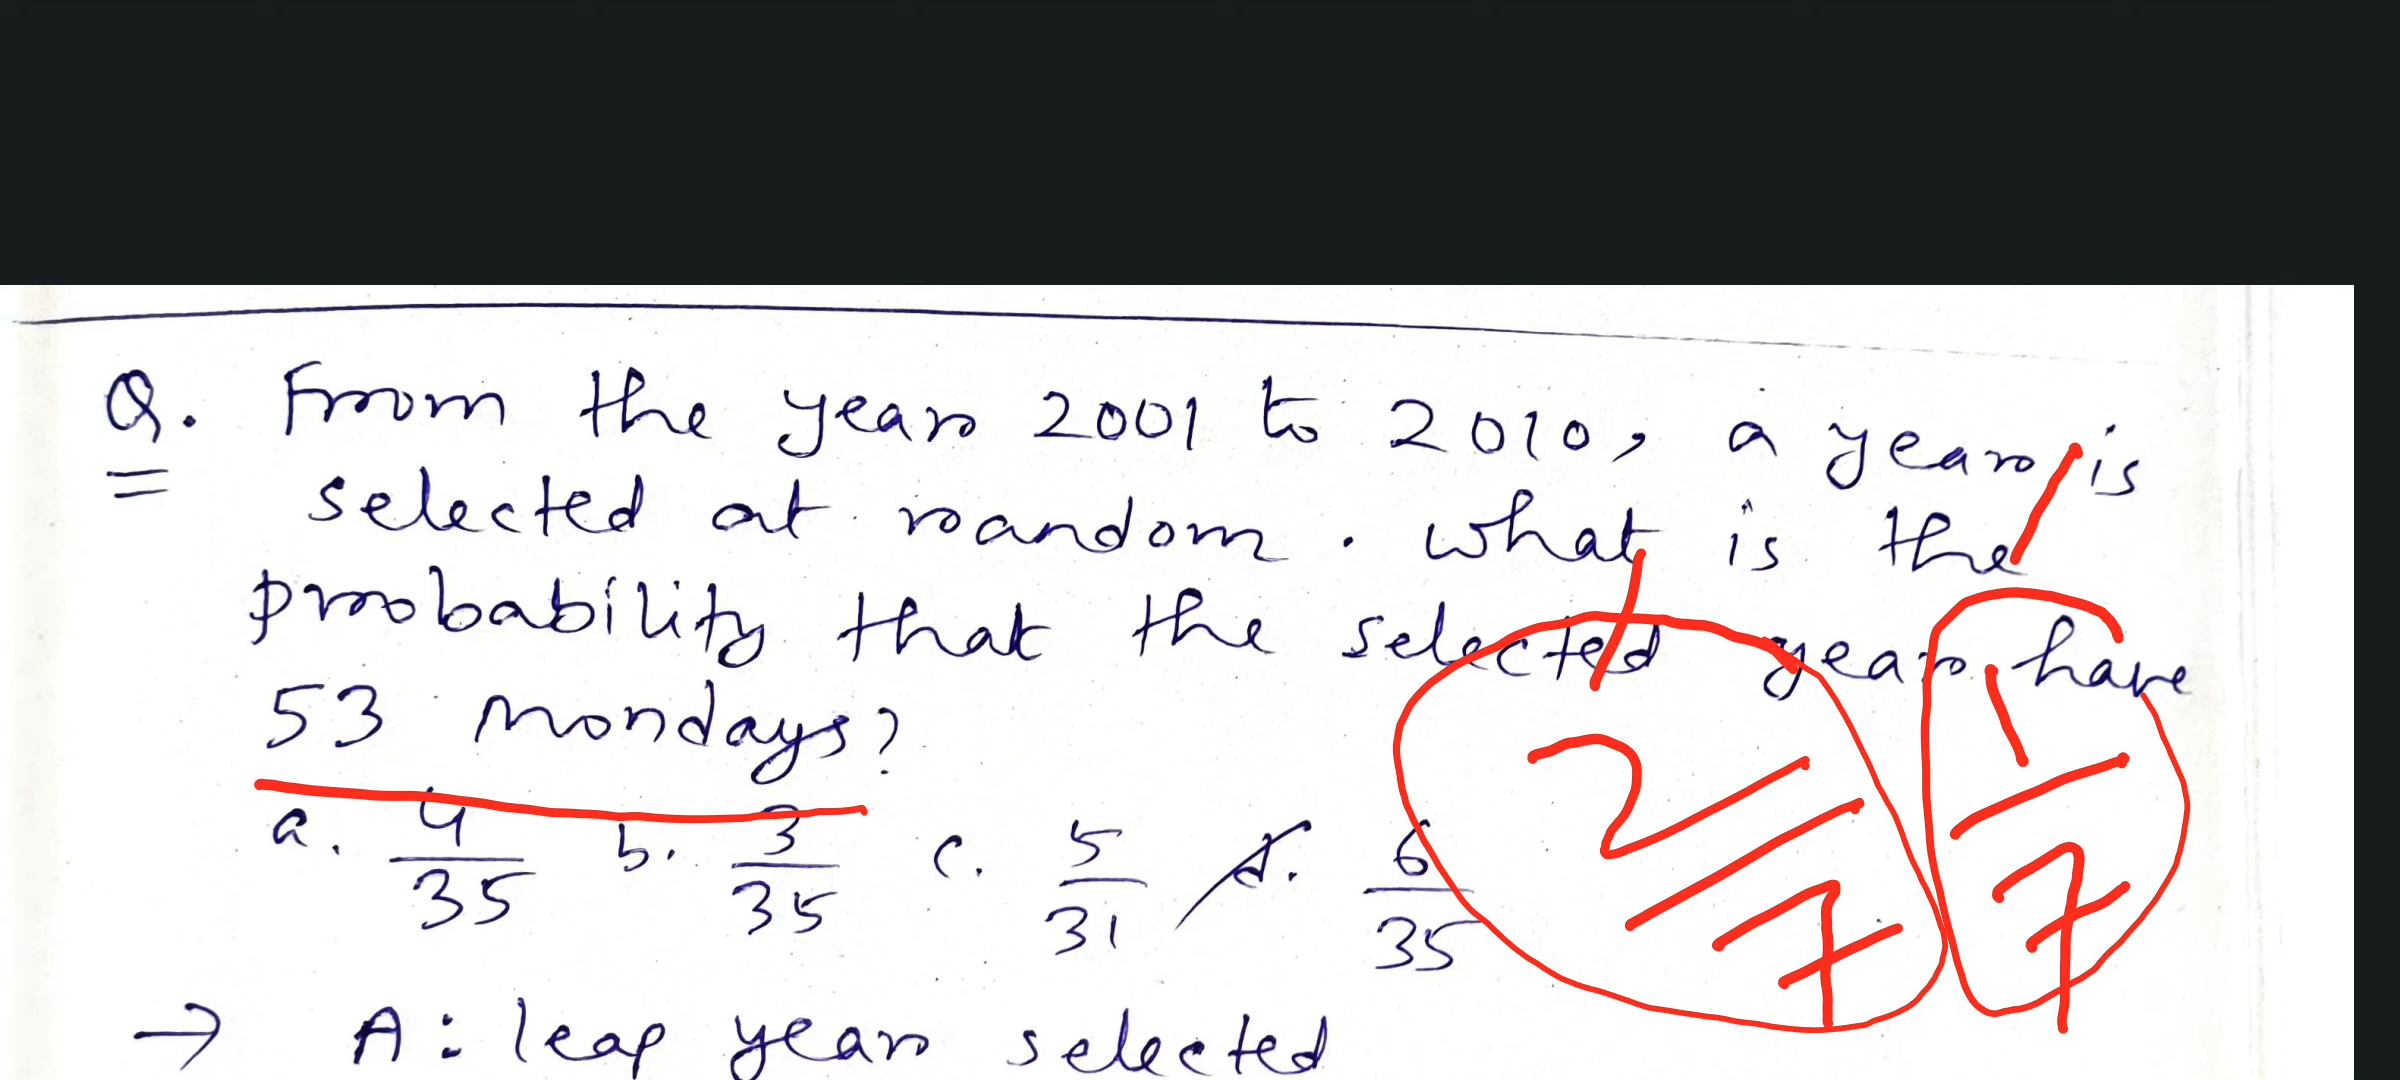 Q. From the year 2001 to 2010, a year is
selected at random. what is the
probability that the selected year have
53 mondays?
a. 4/35 b. 3/35 c. 5/31 d. 6/35
2/7 1/7
→ A: leap year selected